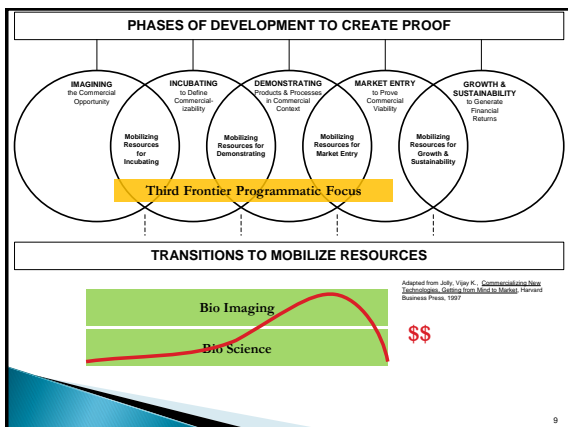 PHASES OF DEVELOPMENT TO CREATE PROOF
IMAGINING
the Commercial
Opportunity
INCUBATING
to Define
Commercial-
izability
DEMONSTRATING
Products & Processes
in Commercial
Context
MARKET ENTRY
to Prove
Commercial
Viability
GROWTH &
SUSTAINABILITY
to Generate
Financial
Returns
Mobilizing
Resources
for
Incubating
Mobilizing
Resources for
Demonstrating
Mobilizing
Resources for
Market Entry
Mobilizing
Resources for
Growth &
Sustainability
Third Frontier Programmatic Focus
TRANSITIONS TO MOBILIZE RESOURCES
Adapted from Jolly, Vijay K., Commercializing New
Technologies, Getting from Mind to Market, Harvard
Business Press, 1997
Bio Imaging
$$
Bio Science
9